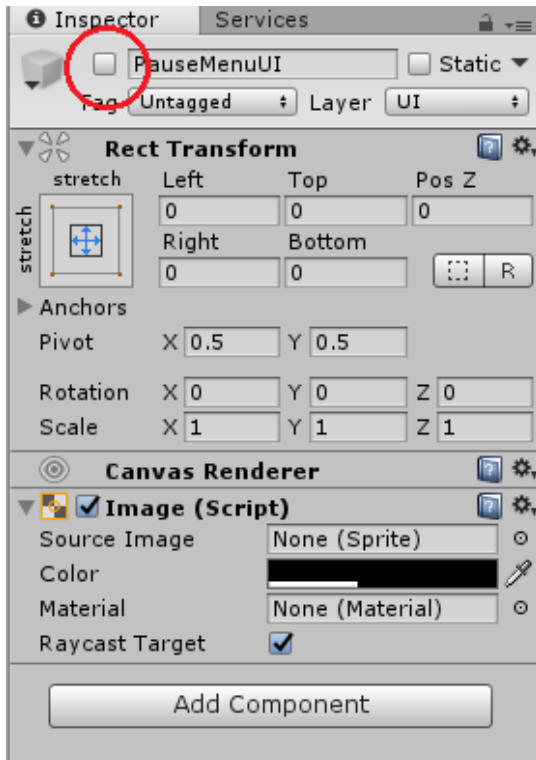 Inspector Services
PauseMenuUI Static
Tag Untagged Layer UI
Rect Transform
stretch Left Top Pos Z
stretch
0 0 0
Right Bottom
0 0 R
Anchors
Pivot X 0.5 Y 0.5
Rotation X 0 Y 0 Z 0
Scale X 1 Y 1 Z 1
Canvas Renderer
Image (Script)
Source Image None (Sprite)
Color
Material None (Material)
Raycast Target
Add Component